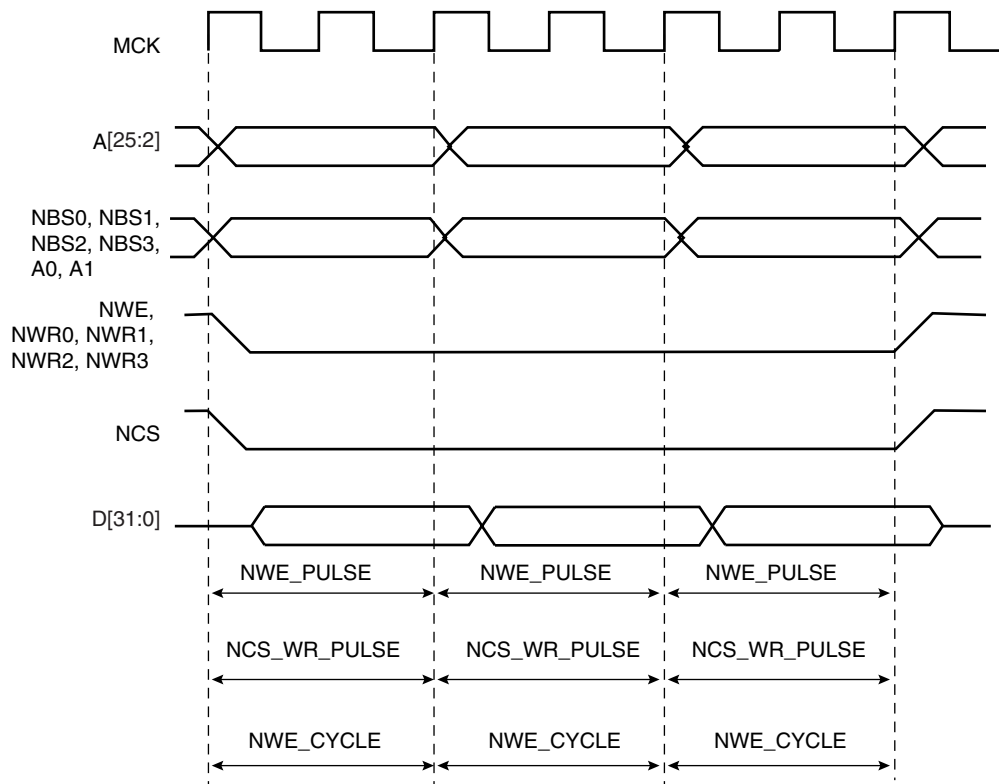 MCK
A[25:2]
NBS0, NBS1,
NBS2, NBS3,
A0, A1
NWE,
NWR0, NWR1,
NWR2, NWR3
NCS
D[31:0]
NWE_PULSE NWE_PULSE NWE_PULSE
NCS_WR_PULSE NCS_WR_PULSE NCS_WR_PULSE
NWE_CYCLE NWE_CYCLE NWE_CYCLE